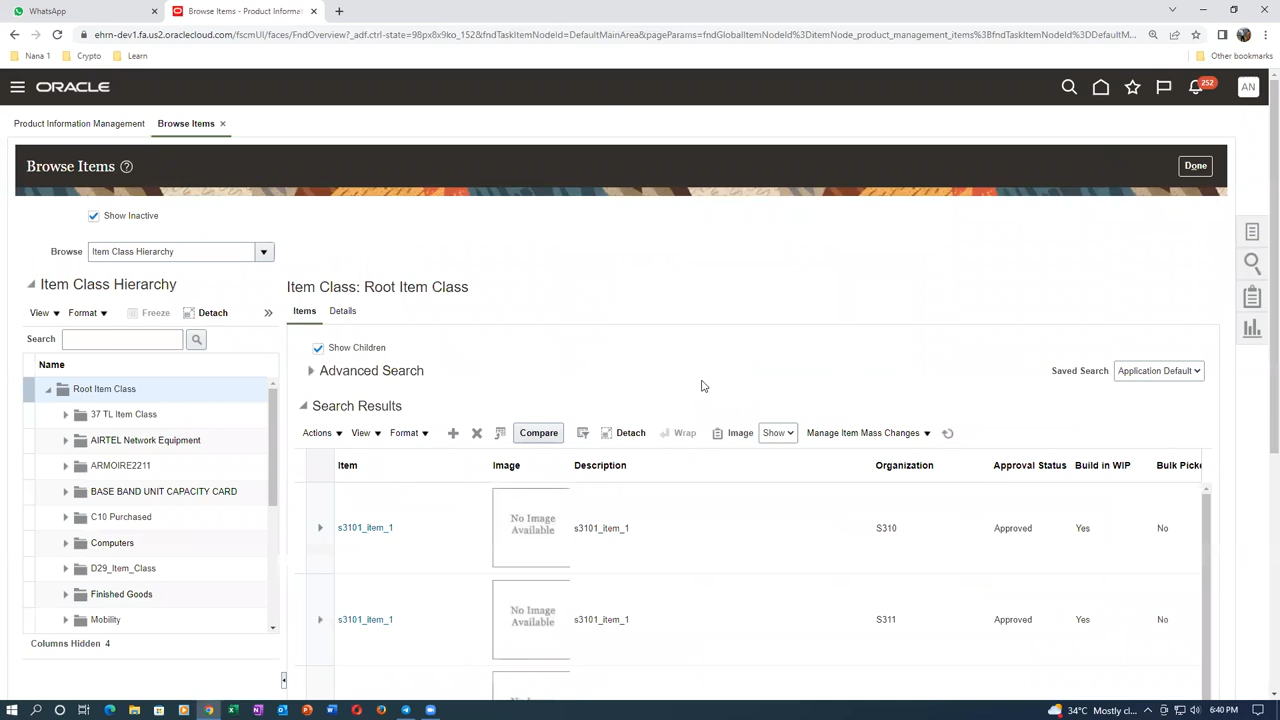 WhatsApp
Browse Items - Product Informa
ehrm-dev1.fa.us2.oraclecloud.com/fscmUI/faces/FndOverview?_adf.ctrl-state=98px8x9ko_152&fndTaskItemNodeId=DefaultMainArea&pageParams=fndGlobalItemNodeId%3DitemNode_product_management_items%3BfndTaskItemNodeId%3DDefaultM...
Nana 1
Crypto
Learn
Other bookmarks
ORACLE
252
AN
Product Information Management
Browse Items
Browse Items
Done
Show Inactive
Browse
Item Class Hierarchy
Item Class Hierarchy
View
Format
Freeze
Detach
Search
Name
Root Item Class
37 TL Item Class
AIRTEL Network Equipment
ARMOIRE2211
BASE BAND UNIT CAPACITY CARD
C10 Purchased
Computers
D29_Item_Class
Finished Goods
Mobility
Columns Hidden 4
Item Class: Root Item Class
Items
Details
Show Children
Advanced Search
Saved Search
Application Default
Search Results
Actions
View
Format
Compare
Detach
Wrap
Image
Show
Manage Item Mass Changes
Item
Image
Description
Organization
Approval Status
Build in WIP
Bulk Picke
s3101_item_1
No Image
Available
s3101_item_1
S310
Approved
Yes
No
s3101_item_1
No Image
Available
s3101_item_1
S311
Approved
Yes
No
34°C Mostly c...
6:40 PM